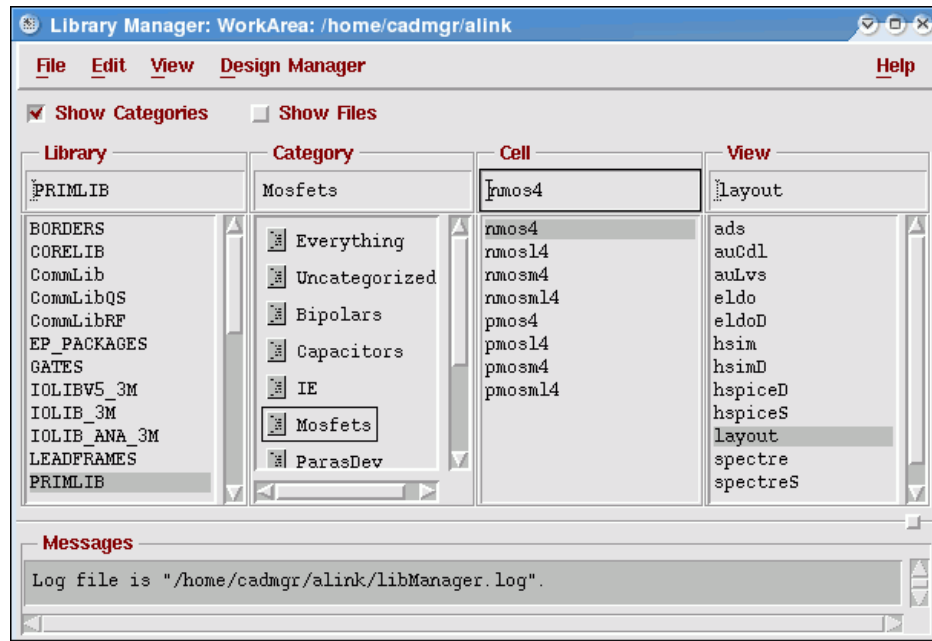 Library Manager: WorkArea: /home/cadmgr/alink
File Edit View Design Manager Help
Show Categories Show Files
Library
PRIMLIB
BORDERS
CORELIB
CommLib
CommLibQS
CommLibRF
EP_PACKAGES
GATES
IOLIBV5_3M
IOLIB_3M
IOLIB_ANA_3M
LEADFRAMES
PRIMLIB
Category
Mosfets
Everything
Uncategorized
Bipolars
Capacitors
IE
Mosfets
ParasDev
Cell
nmos4
nmos4
nmosl4
nmosm4
nmosml4
pmos4
pmosl4
pmosm4
pmosml4
View
layout
ads
auCdl
auLvs
eldo
eldoD
hsim
hsimD
hspiceD
hspiceS
layout
spectre
spectreS
Messages
Log file is "/home/cadmgr/alink/libManager.log".